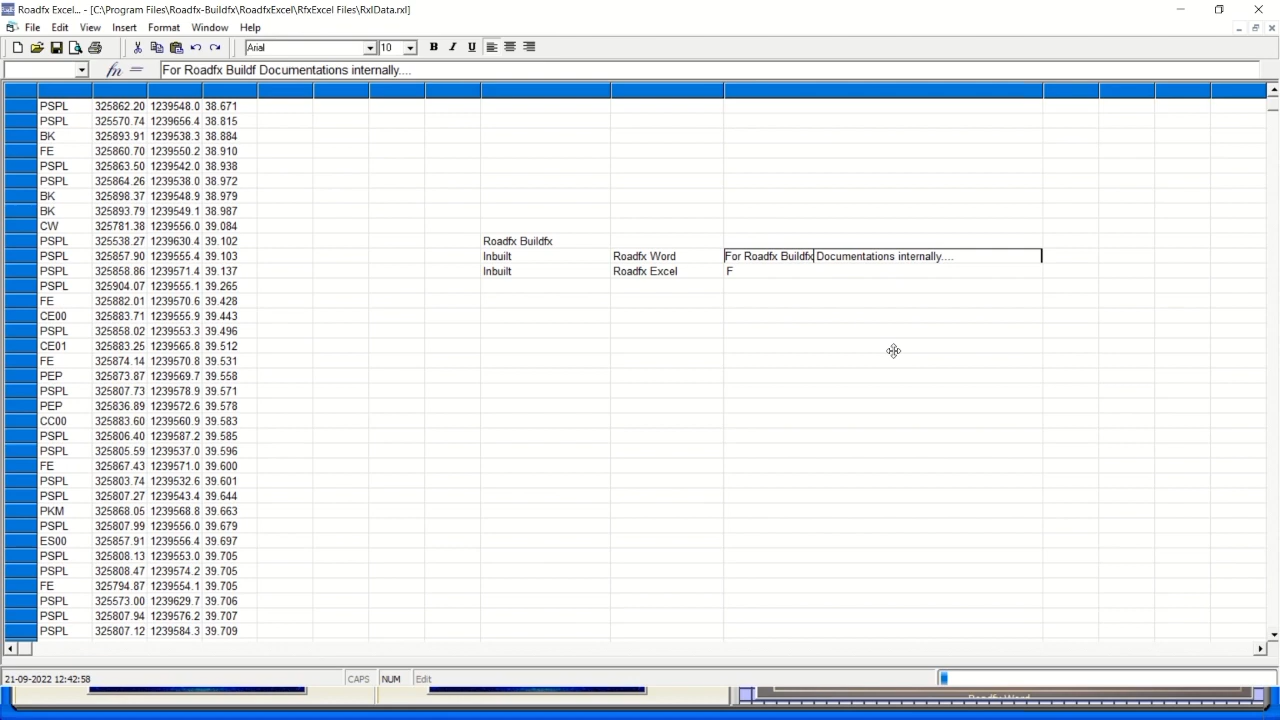 Roadfx Excel... - [C:\Program Files\Roadfx-Buildfx\RoadfxExcel\RfxExcel Files\RxlData.rxl]
File Edit View Insert Format Window Help
Arial 10 B I U
fn = For Roadfx Buildf Documentations internally....
PSPL 325862.20 1239548.0 38.671
PSPL 325570.74 1239656.4 38.815
BK 325893.91 1239538.3 38.884
FE 325860.70 1239550.2 38.910
PSPL 325863.50 1239542.0 38.938
PSPL 325864.26 1239538.0 38.972
BK 325898.37 1239548.9 38.979
BK 325893.79 1239549.1 38.987
CW 325781.38 1239556.0 39.084
PSPL 325538.27 1239630.4 39.102 Roadfx Buildfx
PSPL 325857.90 1239555.4 39.103 Inbuilt Roadfx Word For Roadfx Buildfx Documentations internally....
PSPL 325858.86 1239571.4 39.137 Inbuilt Roadfx Excel F
PSPL 325904.07 1239555.1 39.265
FE 325882.01 1239570.6 39.428
CE00 325883.71 1239555.9 39.443
PSPL 325858.02 1239553.3 39.496
CE01 325883.25 1239565.8 39.512
FE 325874.14 1239570.8 39.531
PEP 325873.87 1239569.7 39.558
PSPL 325807.73 1239578.9 39.571
PEP 325836.89 1239572.6 39.578
CC00 325883.60 1239560.9 39.583
PSPL 325806.40 1239587.2 39.585
PSPL 325805.59 1239537.0 39.596
FE 325867.43 1239571.0 39.600
PSPL 325803.74 1239532.6 39.601
PSPL 325807.27 1239543.4 39.644
PKM 325868.05 1239568.8 39.663
PSPL 325807.99 1239556.0 39.679
ES00 325857.91 1239556.4 39.697
PSPL 325808.13 1239553.0 39.705
PSPL 325808.47 1239574.2 39.705
FE 325794.87 1239554.1 39.705
PSPL 325573.00 1239629.7 39.706
PSPL 325807.94 1239576.2 39.707
PSPL 325807.12 1239584.3 39.709
21-09-2022 12:42:58 CAPS NUM Edit
Roadfx Word